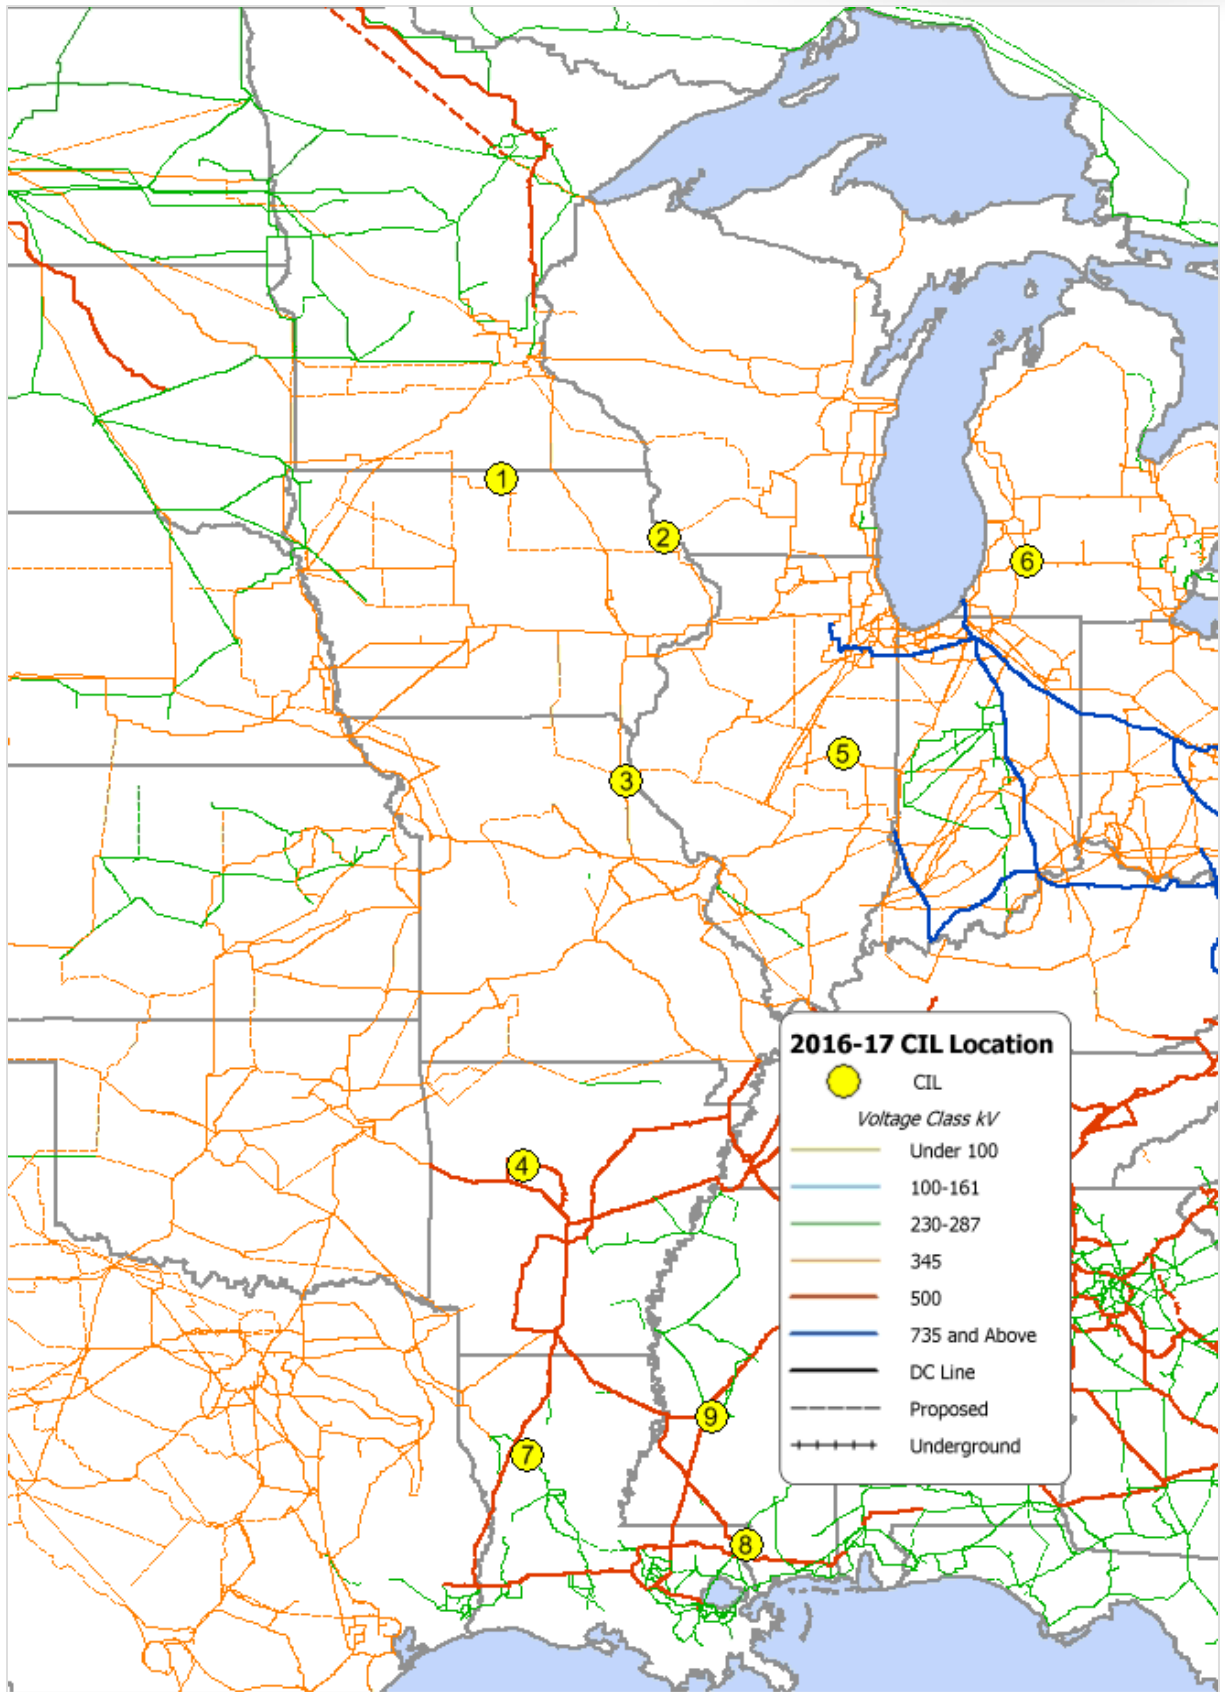 1
2
6
5
3
2016-17 CIL Location
CIL
Voltage Class kV
Under 100
100-161
230-287
345
500
735 and Above
DC Line
Proposed
Underground
4
9
7
8